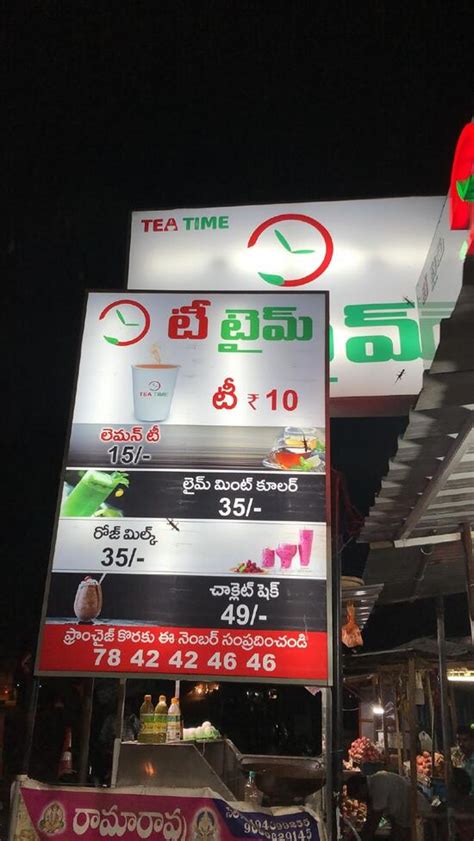 TEA TIME
టైమ్
టీ టైమ్
TEA TIME
టీ ₹ 10
లెమన్ టీ
15/-
లైమ్ మింట్ కూలర్
35/-
రోజ్ మిల్క్
35/-
చాక్లెట్ షేక్
49/-
ఫ్రాంచైజ్ కొరకు ఈ నెంబర్ సంప్రదించండి
78 42 42 46 46
రామారావు